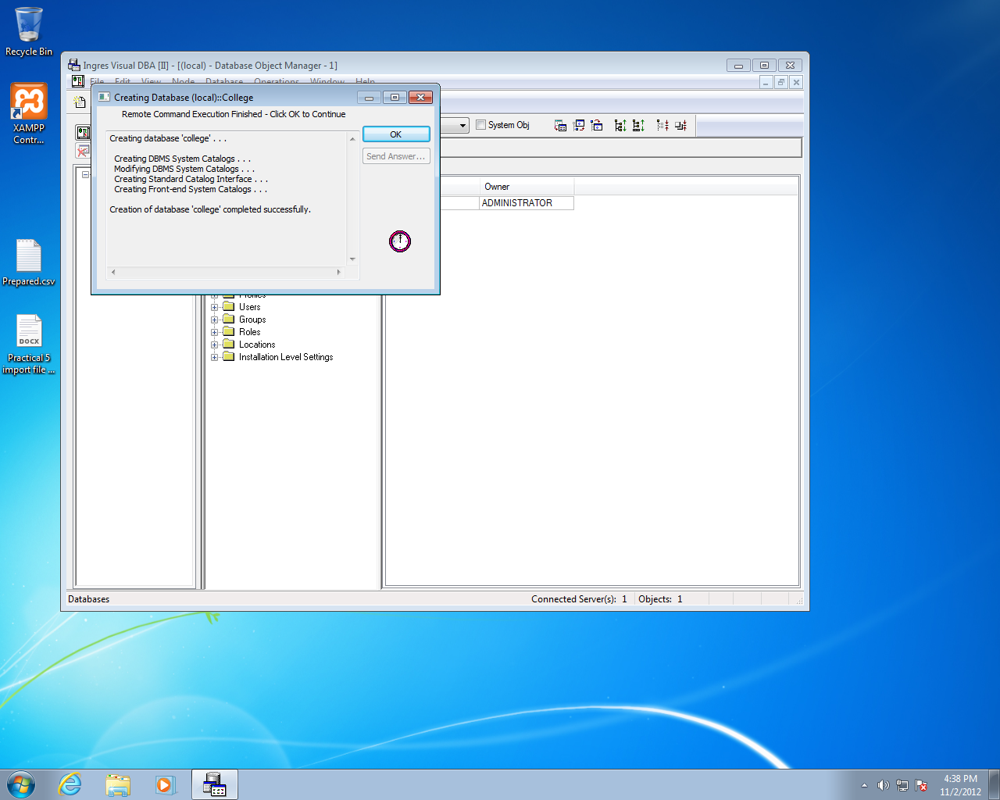 Recycle Bin
XAMPP
Contr...
Prepared.csv
DOCX
Practical 5
import file ...
Ingres Visual DBA [II] - [(local) - Database Object Manager - 1]
File Edit View Node Database Operations Window Help
Creating Database (local)::College
Remote Command Execution Finished - Click OK to Continue
Creating database 'college' . . .
Creating DBMS System Catalogs . . .
Modifying DBMS System Catalogs . . .
Creating Standard Catalog Interface . . .
Creating Front-end System Catalogs . . .
Creation of database 'college' completed successfully.
OK
Send Answer...
System Obj
Owner
ADMINISTRATOR
Profiles
Users
Groups
Roles
Locations
Installation Level Settings
Databases
Connected Server(s): 1
Objects: 1
4:38 PM
11/2/2012